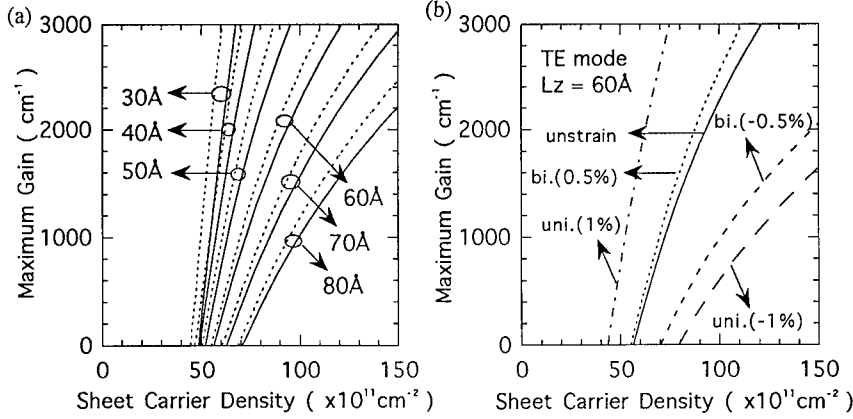 (a)
3000
2000
1000
0
Maximum Gain ( cm⁻¹ )
30Å
40Å
50Å
60Å
70Å
80Å
0
50
100
150
Sheet Carrier Density ( x10¹¹cm⁻² )
(b)
3000
2000
1000
0
Maximum Gain ( cm⁻¹ )
TE mode
Lz = 60Å
unstrain
bi.(0.5%)
uni.(1%)
bi.(-0.5%)
uni.(-1%)
0
50
100
150
Sheet Carrier Density ( x10¹¹cm⁻² )